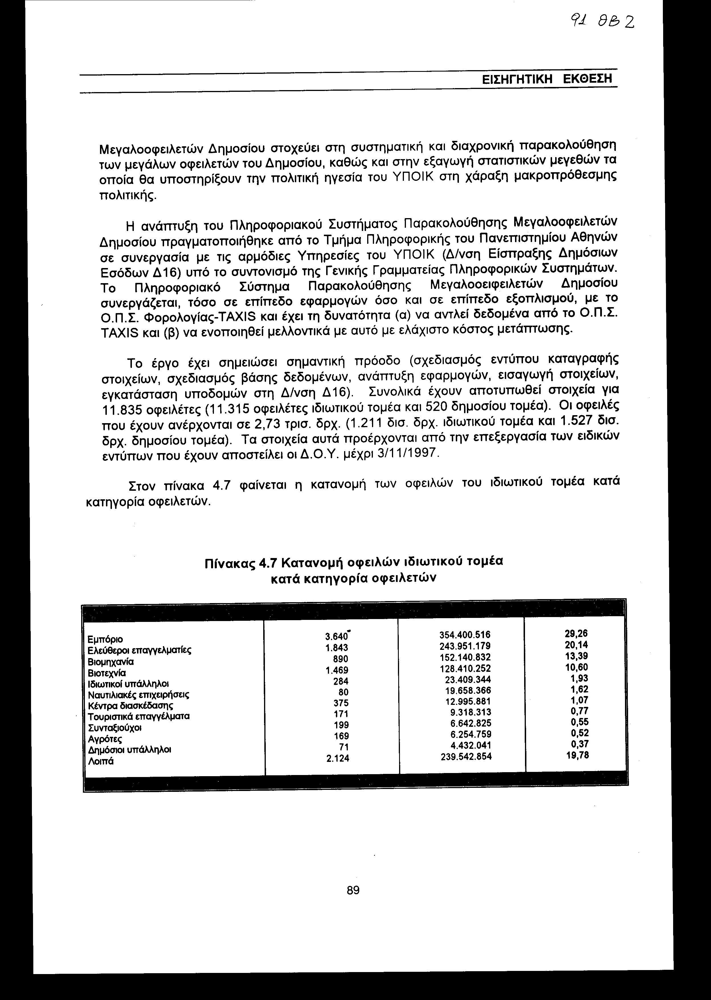 91 ΘΒ 2
ΕΙΣΗΓΗΤΙΚΗ ΕΚΘΕΣΗ
Μεγαλοοφειλετών Δημοσίου στοχεύει στη συστηματική και διαχρονική παρακολούθηση
των μεγάλων οφειλετών του Δημοσίου, καθώς και στην εξαγωγή στατιστικών μεγεθών τα
οποία θα υποστηρίξουν την πολιτική ηγεσία του ΥΠΟΙΚ στη χάραξη μακροπρόθεσμης
πολιτικής.
Η ανάπτυξη του Πληροφοριακού Συστήματος Παρακολούθησης Μεγαλοοφειλετών
Δημοσίου πραγματοποιήθηκε από το Τμήμα Πληροφορικής του Πανεπιστημίου Αθηνών
σε συνεργασία με τις αρμόδιες Υπηρεσίες του ΥΠΟΙΚ (Δ/νση Είσπραξης Δημόσιων
Εσόδων Δ16) υπό το συντονισμό της Γενικής Γραμματείας Πληροφορικών Συστημάτων.
Το Πληροφοριακό Σύστημα Παρακολούθησης Μεγαλοοειφειλετών Δημοσίου
συνεργάζεται, τόσο σε επίπεδο εφαρμογών όσο και σε επίπεδο εξοπλισμού, με το
Ο.Π.Σ. Φορολογίας-TAXIS και έχει τη δυνατότητα (α) να αντλεί δεδομένα από το Ο.Π.Σ.
TAXIS και (β) να ενοποιηθεί μελλοντικά με αυτό με ελάχιστο κόστος μετάπτωσης.
Το έργο έχει σημειώσει σημαντική πρόοδο (σχεδιασμός εντύπου καταγραφής
στοιχείων, σχεδιασμός βάσης δεδομένων, ανάπτυξη εφαρμογών, εισαγωγή στοιχείων,
εγκατάσταση υποδομών στη Δ/νση Δ16). Συνολικά έχουν αποτυπωθεί στοιχεία για
11.835 οφειλέτες (11.315 οφειλέτες ιδιωτικού τομέα και 520 δημοσίου τομέα). Οι οφειλές
που έχουν ανέρχονται σε 2,73 τρισ. δρχ. (1.211 δισ. δρχ. ιδιωτικού τομέα και 1.527 δισ.
δρχ. δημοσίου τομέα). Τα στοιχεία αυτά προέρχονται από την επεξεργασία των ειδικών
εντύπων που έχουν αποστείλει οι Δ.Ο.Υ. μέχρι 3/11/1997.
Στον πίνακα 4.7 φαίνεται η κατανομή των οφειλών του ιδιωτικού τομέα κατά
κατηγορία οφειλετών.
Πίνακας 4.7 Κατανομή οφειλών ιδιωτικού τομέα
κατά κατηγορία οφειλετών
Εμπόριο 3.640 354.400.516 29,26
Ελεύθεροι επαγγελματίες 1.843 243.951.179 20,14
Βιομηχανία 890 152.140.832 13,39
Βιοτεχνία 1.469 128.410.252 10,60
Ιδιωτικοί υπάλληλοι 284 23.409.344 1,93
Ναυτιλιακές επιχειρήσεις 80 19.658.366 1,62
Κέντρα διασκέδασης 375 12.995.881 1,07
Τουριστικά επαγγέλματα 171 9.318.313 0,77
Συνταξιούχοι 199 6.642.825 0,55
Αγρότες 169 6.254.759 0,52
Δημόσιοι υπάλληλοι 71 4.432.041 0,37
Λοιπά 2.124 239.542.854 19,78
89